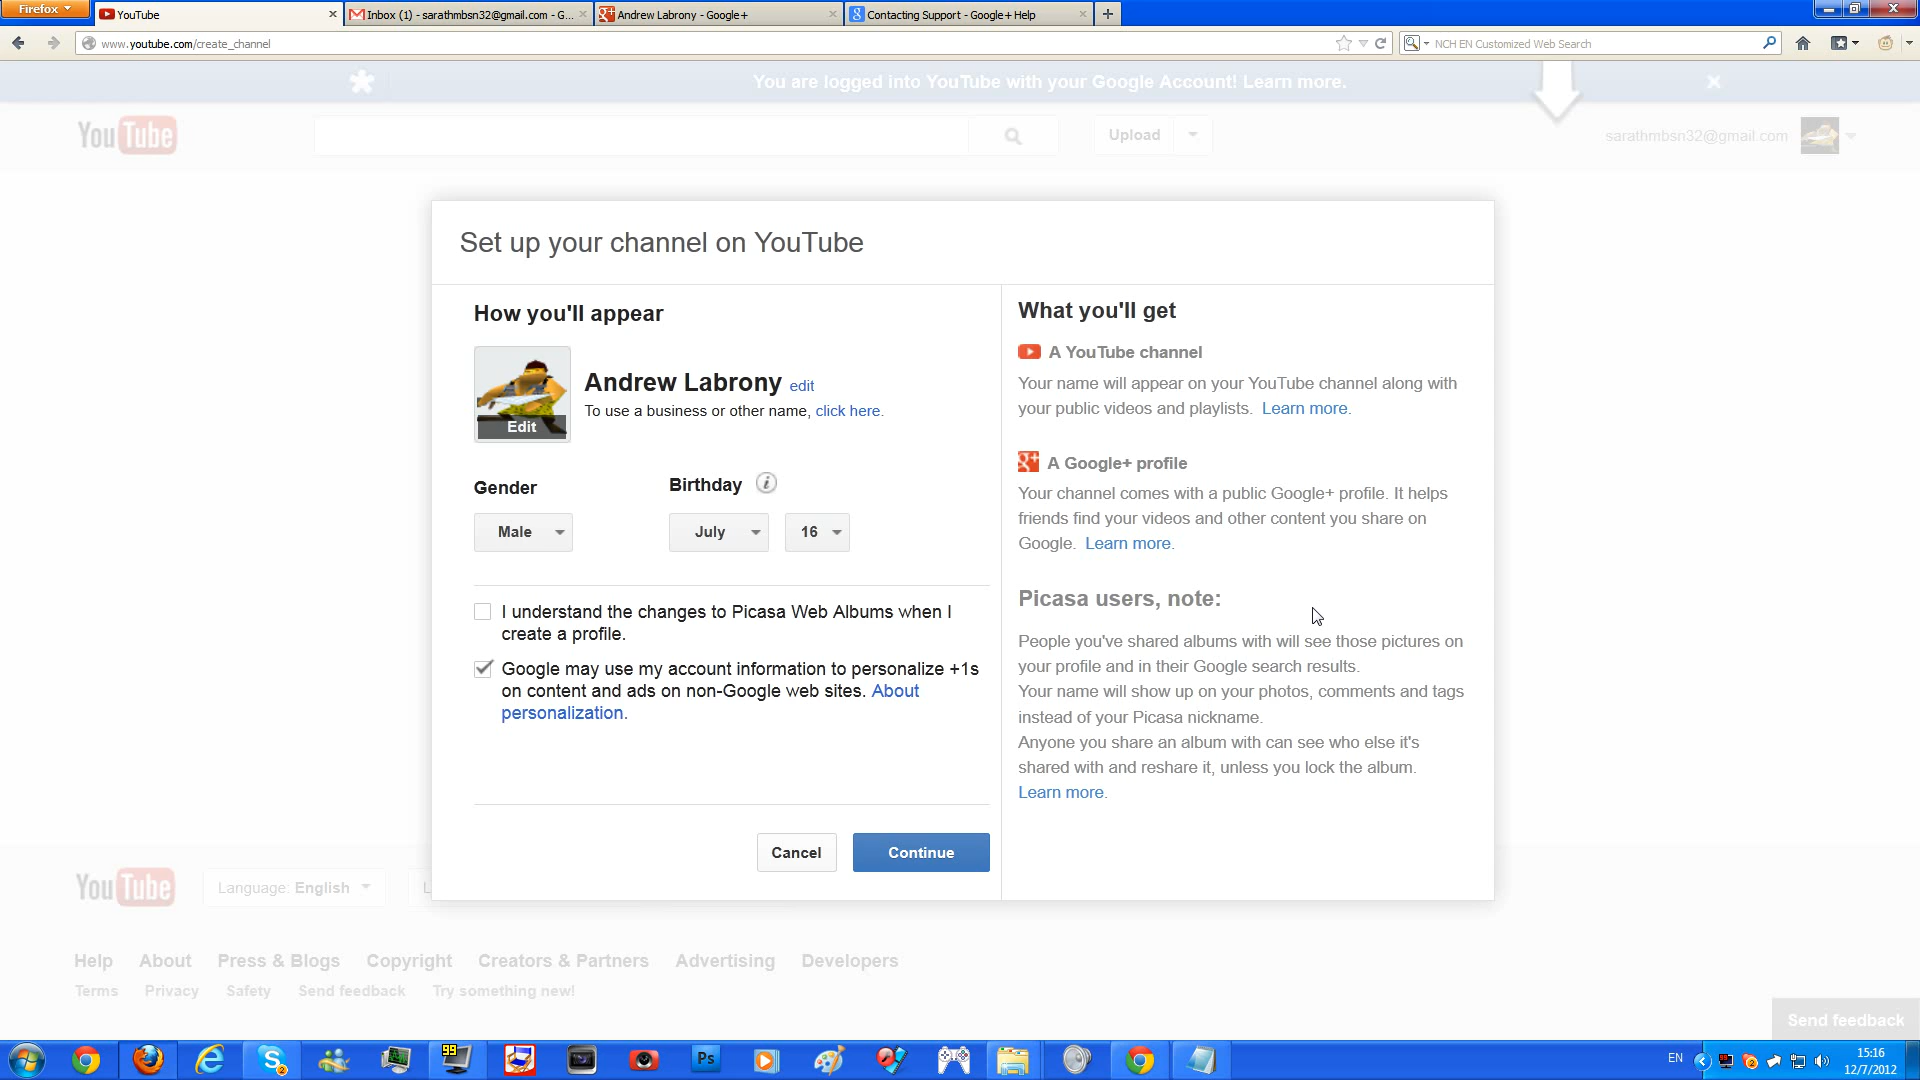 Firefox
YouTube
Inbox (1) - sarathmbsn32@gmail.com - G...
Andrew Labrony - Google+
Contacting Support - Google+ Help
www.youtube.com/create_channel
NCH EN Customized Web Search
You are logged into YouTube with your Google Account! Learn more.
YouTube
Upload
sarathmbsn32@gmail.com
Set up your channel on YouTube
How you'll appear
Edit
Andrew Labrony edit
To use a business or other name, click here.
Gender
Birthday
Male
July
16
I understand the changes to Picasa Web Albums when I
create a profile.
Google may use my account information to personalize +1s
on content and ads on non-Google web sites. About
personalization.
Cancel
Continue
What you'll get
A YouTube channel
Your name will appear on your YouTube channel along with
your public videos and playlists. Learn more.
A Google+ profile
Your channel comes with a public Google+ profile. It helps
friends find your videos and other content you share on
Google. Learn more.
Picasa users, note:
People you've shared albums with will see those pictures on
your profile and in their Google search results.
Your name will show up on your photos, comments and tags
instead of your Picasa nickname.
Anyone you share an album with can see who else it's
shared with and reshare it, unless you lock the album.
Learn more.
YouTube
Language: English
L
Help About Press & Blogs Copyright Creators & Partners Advertising Developers
Terms Privacy Safety Send feedback Try something new!
Send feedback
99
Ps
EN
15:16
12/7/2012